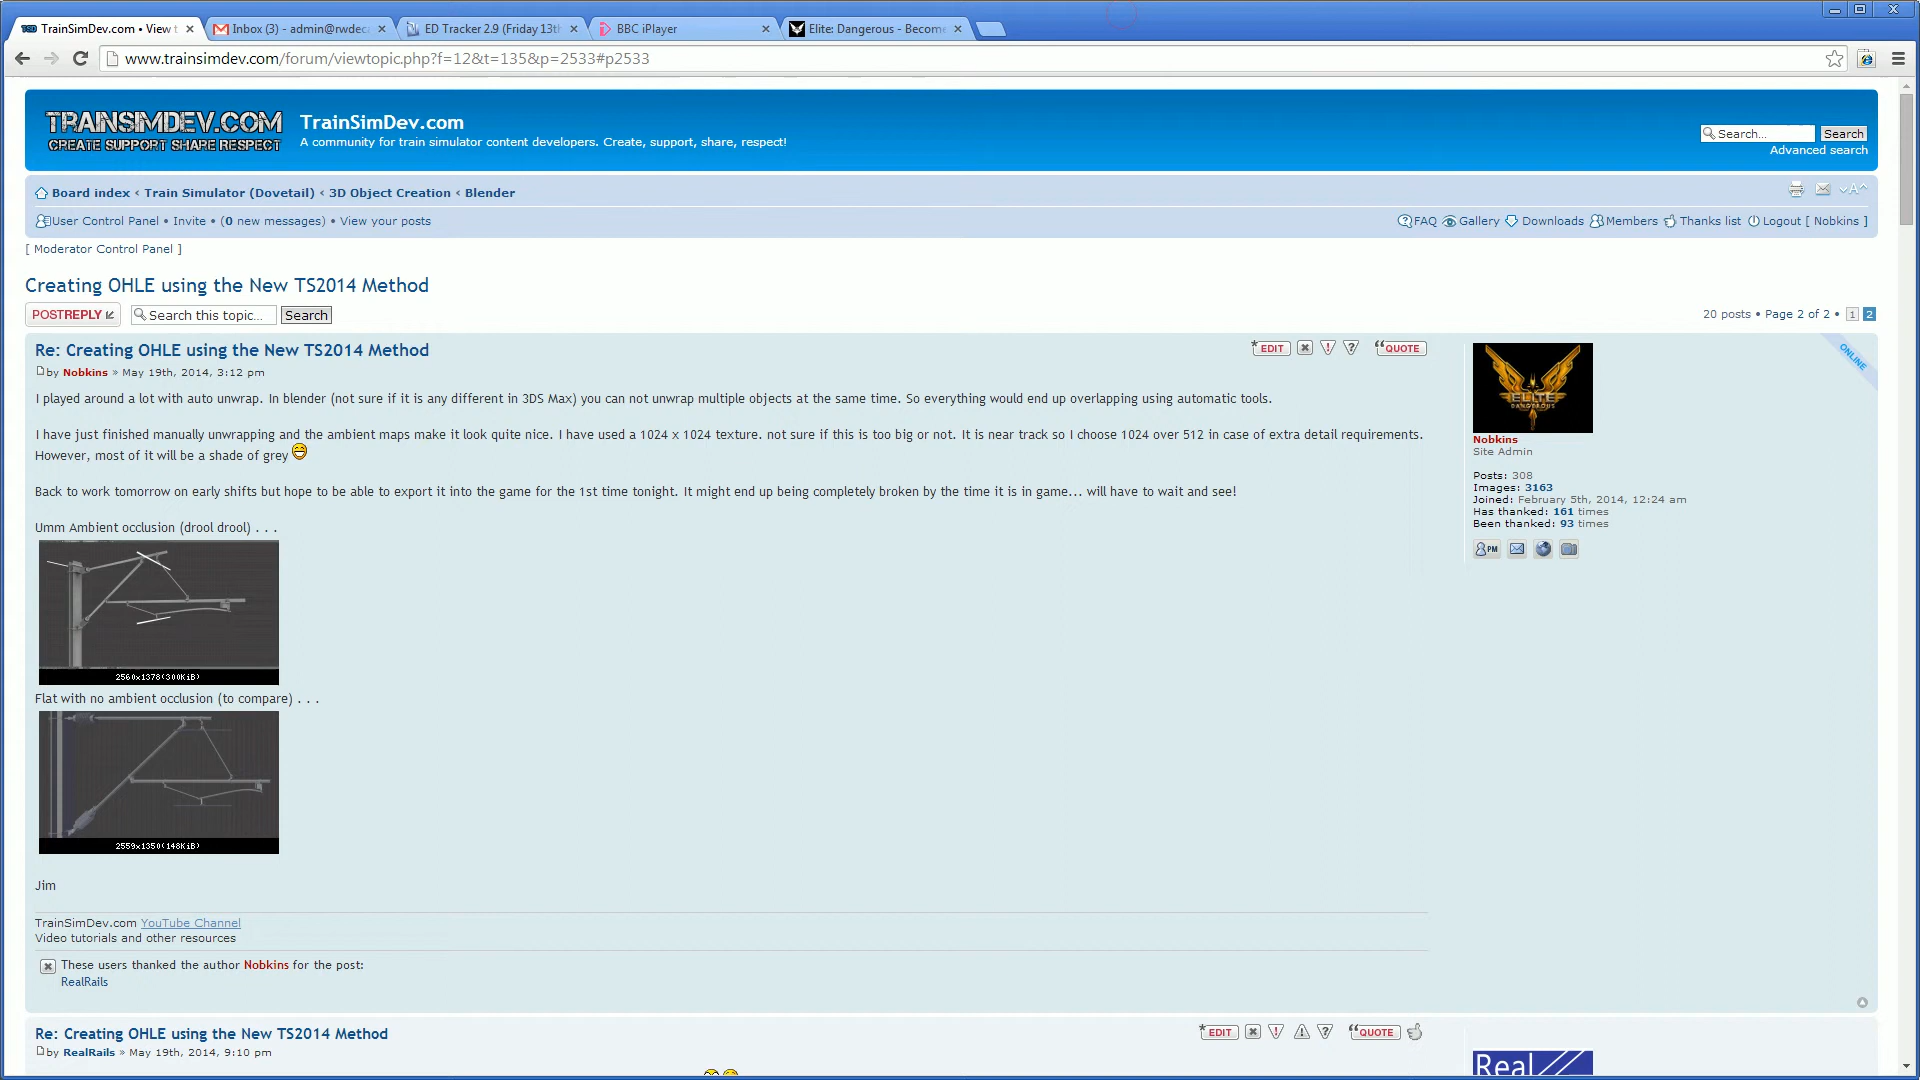 TrainSimDev.com • View t
Inbox (3) - admin@rwdec
ED Tracker 2.9 (Friday 13th
BBC iPlayer
Elite: Dangerous - Become
www.trainsimdev.com/forum/viewtopic.php?f=12&t=135&p=2533#p2533
TRAINSIMDEV.COM
CREATE SUPPORT SHARE RESPECT
TrainSimDev.com
A community for train simulator content developers. Create, support, share, respect!
Search... Search
Advanced search
Board index ‹ Train Simulator (Dovetail) ‹ 3D Object Creation ‹ Blender
User Control Panel • Invite • (0 new messages) • View your posts
FAQ Gallery Downloads Members Thanks list Logout [ Nobkins ]
[ Moderator Control Panel ]
Creating OHLE using the New TS2014 Method
POSTREPLY Search this topic... Search
20 posts • Page 2 of 2 • 1 2
Re: Creating OHLE using the New TS2014 Method
EDIT QUOTE
by Nobkins » May 19th, 2014, 3:12 pm
I played around a lot with auto unwrap. In blender (not sure if it is any different in 3DS Max) you can not unwrap multiple objects at the same time. So everything would end up overlapping using automatic tools.
I have just finished manually unwrapping and the ambient maps make it look quite nice. I have used a 1024 x 1024 texture. not sure if this is too big or not. It is near track so I choose 1024 over 512 in case of extra detail requirements.
However, most of it will be a shade of grey
Back to work tomorrow on early shifts but hope to be able to export it into the game for the 1st time tonight. It might end up being completely broken by the time it is in game... will have to wait and see!
Umm Ambient occlusion (drool drool) . . .
2560x1378(300KiB)
Flat with no ambient occlusion (to compare) . . .
2559x1350(148KiB)
Jim
TrainSimDev.com YouTube Channel
Video tutorials and other resources
These users thanked the author Nobkins for the post:
RealRails
ONLINE
ELITE
DANGEROUS
Nobkins
Site Admin
Posts: 308
Images: 3163
Joined: February 5th, 2014, 12:24 am
Has thanked: 161 times
Been thanked: 93 times
PM
Re: Creating OHLE using the New TS2014 Method
EDIT QUOTE
by RealRails » May 19th, 2014, 9:10 pm
Real